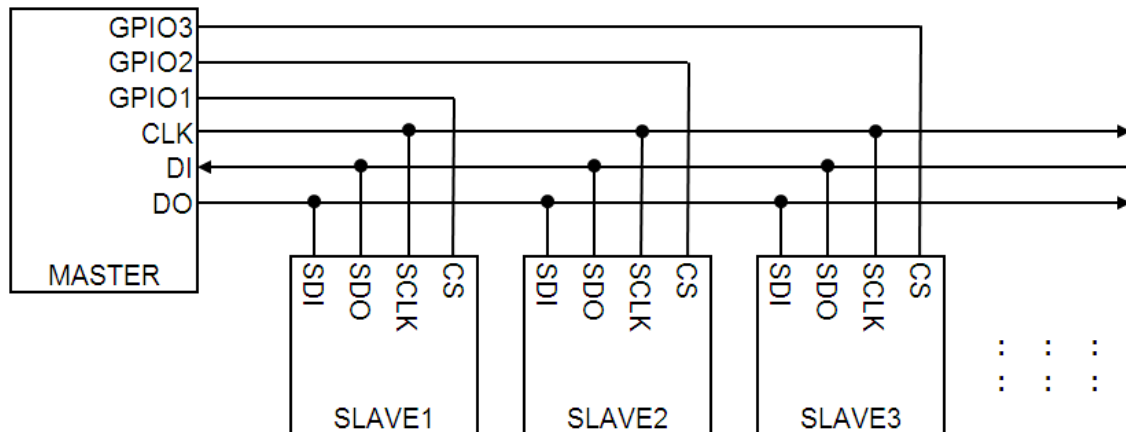 GPIO3
GPIO2
GPIO1
CLK
DI
DO
MASTER
SDI
SDO
SCLK
CS
SLAVE1
SDI
SDO
SCLK
CS
SLAVE2
SDI
SDO
SCLK
CS
SLAVE3
: : :
: : :